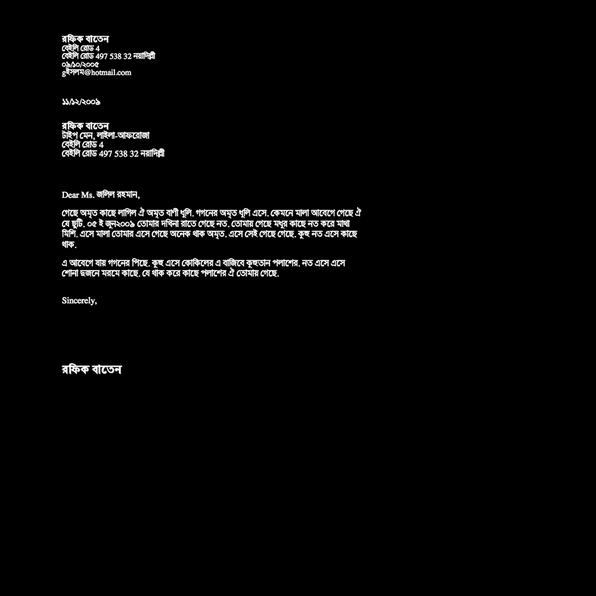 রফিক বাতেন
বেইলি রোড 4
বেইলি রোড 497 538 32 নয়াদিল্লী
০৯/১০/২০০৫
gইসলাম@hotmail.com
১১/১২/২০০৯
রফিক বাতেন
টাইপ মেন, লাইলা-আফরোজা
বেইলি রোড 4
বেইলি রোড 497 538 32 নয়াদিল্লী
Dear Ms. জলিল রহমান,
গেছে অমৃত কাছে লাগিল ঐ অমৃত বাণী ধুলি. গগনের অমৃত ধুলি এসে. কেমনে মালা আবেগে গেছে ঐ
যে ছুটি. ০৫ ই জুন২০০৯ তোমার দখিনা রাতে গেছে নত. তোমায় গেছে মধুর কাছে নত করে মাথা
মিশি. এসে মালা তোমার এসে গেছে অনেক থাক অমৃত. এসে সেই গেছে গেছে. কূহু নত এসে কাছে
থাক.
এ আবেগে যায় গগনের পিছে. কূহু এসে কোকিলের এ বাজিবে কূহুতান পলাশের. নত এসে এসে
শোনা দুজনে মরমে কাছে. যে থাক করে কাছে পলাশের ঐ তোমায় গেছে.
Sincerely,
রফিক বাতেন